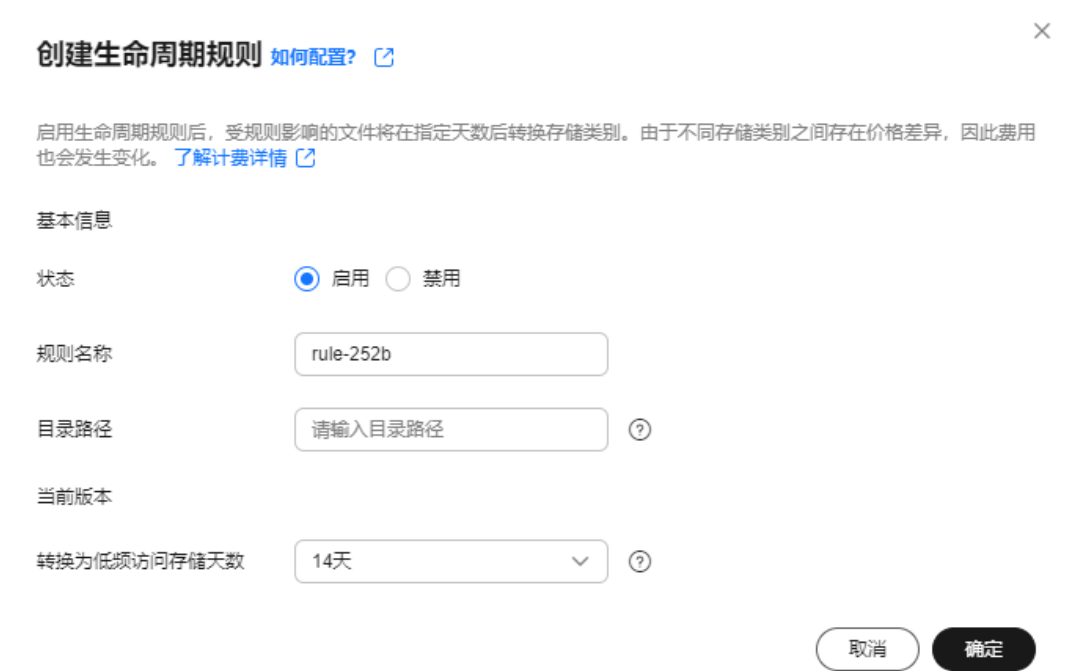 创建生命周期规则 如何配置?
启用生命周期规则后，受规则影响的文件将在指定天数后转换存储类别。由于不同存储类别之间存在价格差异，因此费用
也会发生变化。 了解计费详情
基本信息
状态 启用 禁用
规则名称 rule-252b
目录路径 请输入目录路径
当前版本
转换为低频访问存储天数 14天
取消 确定